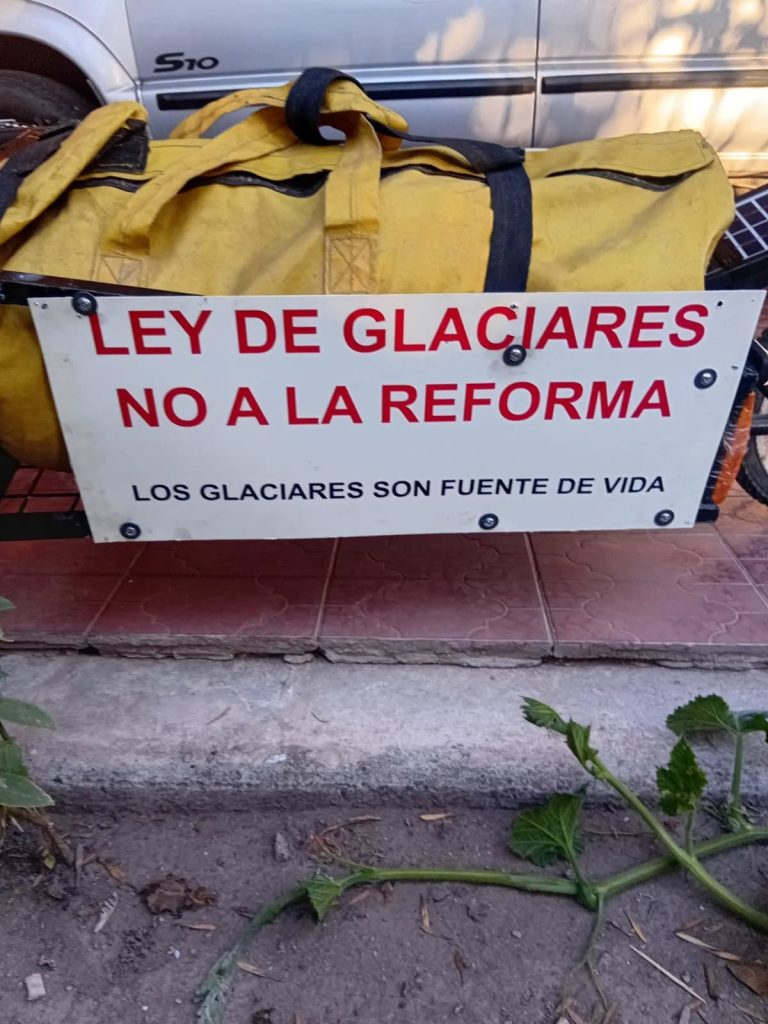 S10
LEY DE GLACIARES
NO A LA REFORMA
LOS GLACIARES SON FUENTE DE VIDA